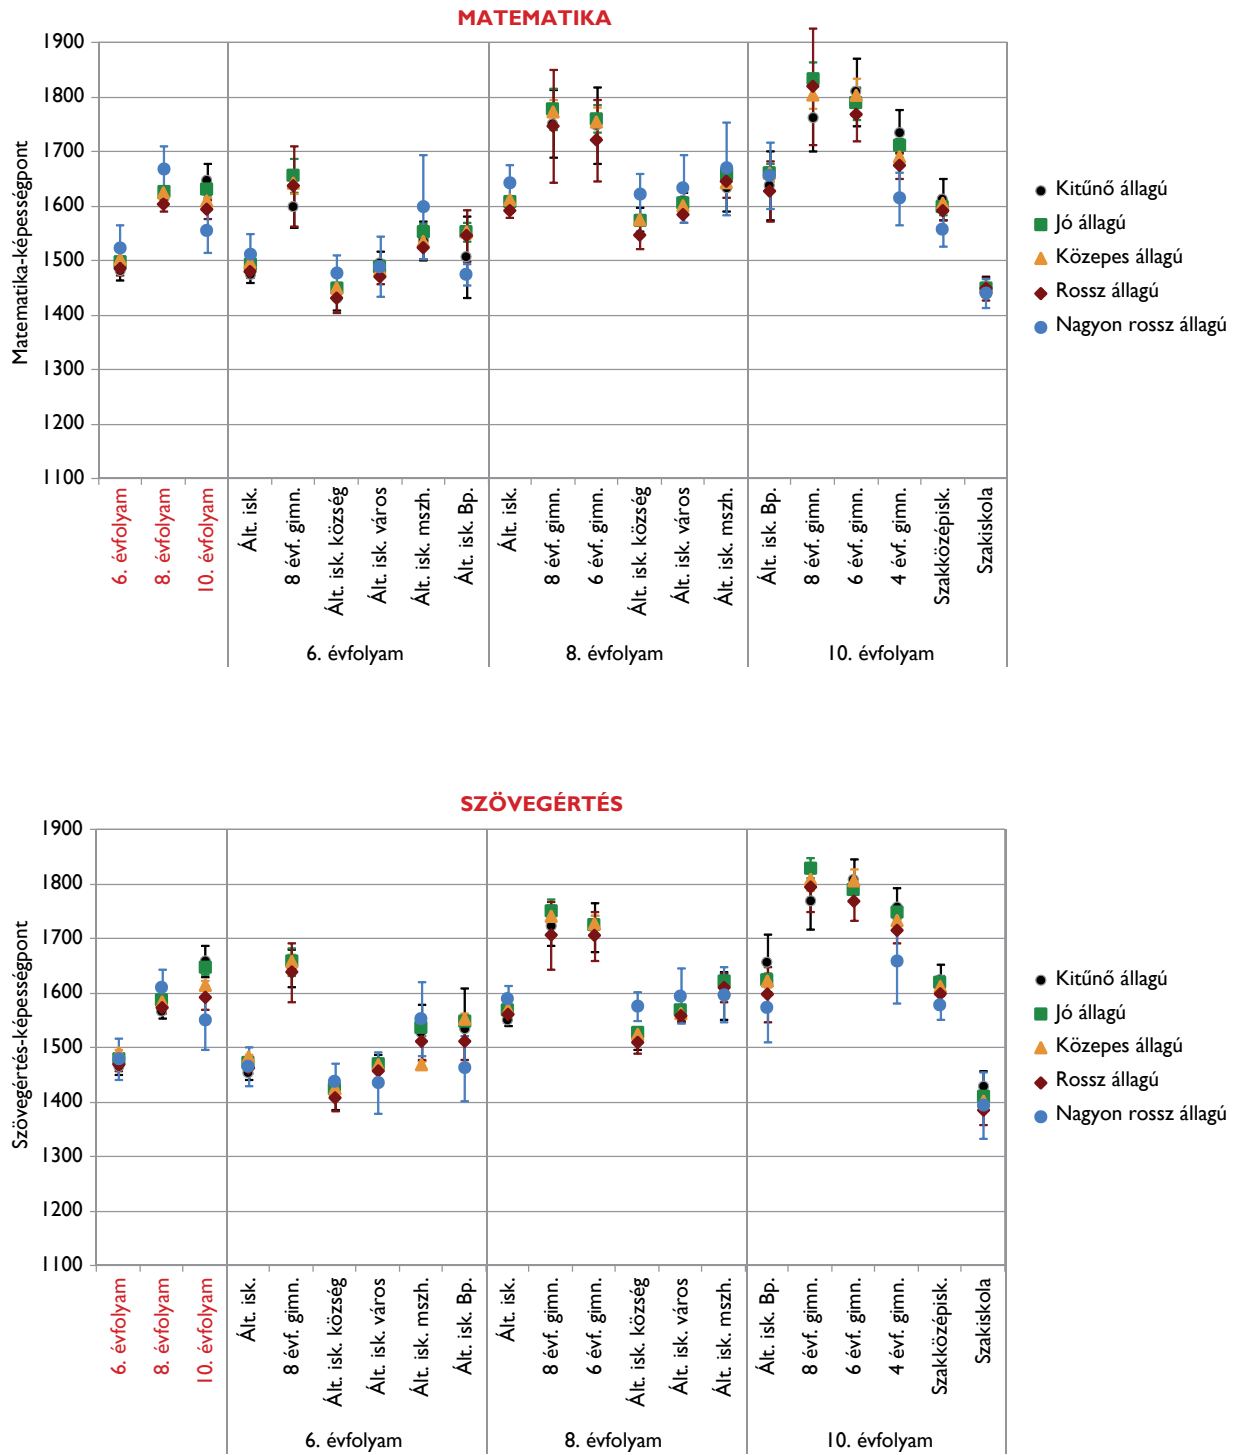 MATEMATIKA
Matematika-képességpont
1900
1800
1700
1600
1500
1400
1300
1200
1100
6. évfolyam
8. évfolyam
10. évfolyam
Ált. isk.
8 évf. gimn.
Ált. isk. község
Ált. isk. város
Ált. isk. mszh.
Ált. isk. Bp.
Ált. isk.
8 évf. gimn.
6 évf. gimn.
Ált. isk. község
Ált. isk. város
Ált. isk. mszh.
Ált. isk. Bp.
8 évf. gimn.
6 évf. gimn.
4 évf. gimn.
Szakközépisk.
Szakiskola
6. évfolyam
8. évfolyam
10. évfolyam
Kitűnő állagú
Jó állagú
Közepes állagú
Rossz állagú
Nagyon rossz állagú
SZÖVEGÉRTÉS
Szövegértés-képességpont
1900
1800
1700
1600
1500
1400
1300
1200
1100
6. évfolyam
8. évfolyam
10. évfolyam
Ált. isk.
8 évf. gimn.
Ált. isk. község
Ált. isk. város
Ált. isk. mszh.
Ált. isk. Bp.
Ált. isk.
8 évf. gimn.
6 évf. gimn.
Ált. isk. község
Ált. isk. város
Ált. isk. mszh.
Ált. isk. Bp.
8 évf. gimn.
6 évf. gimn.
4 évf. gimn.
Szakközépisk.
Szakiskola
6. évfolyam
8. évfolyam
10. évfolyam
Kitűnő állagú
Jó állagú
Közepes állagú
Rossz állagú
Nagyon rossz állagú